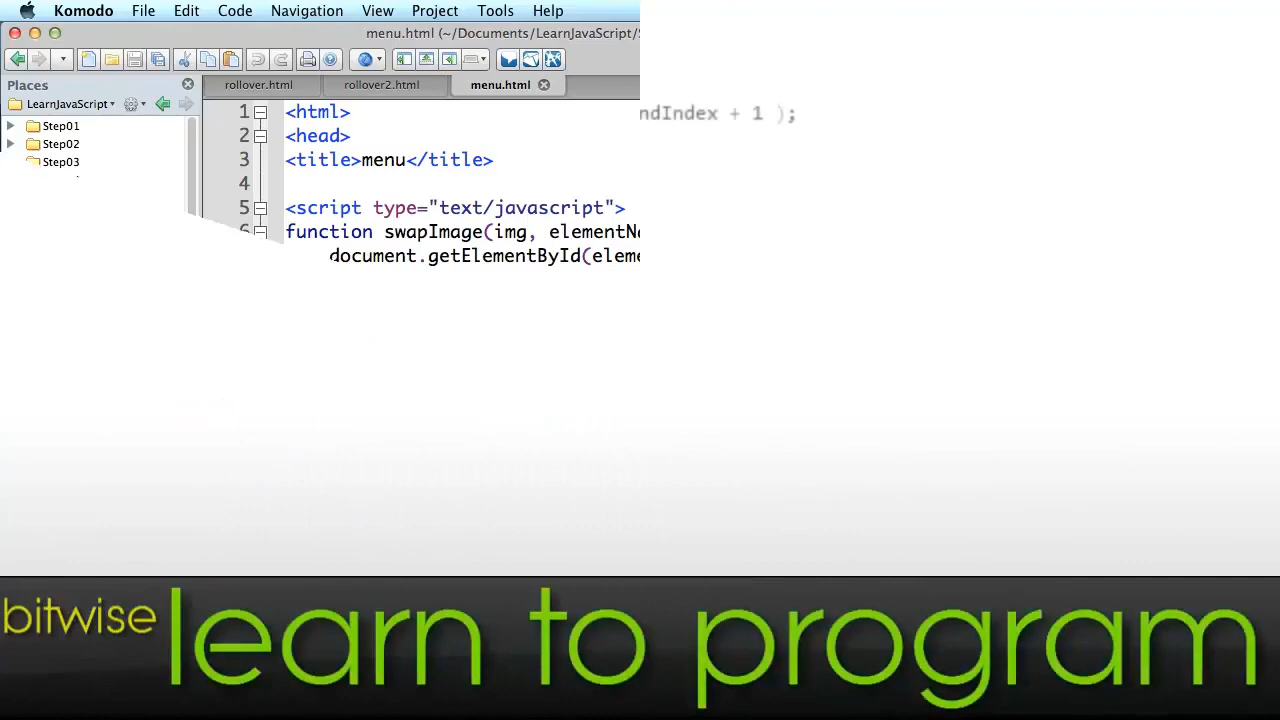 Komodo File Edit Code Navigation View Project Tools Help
menu.html (~/Documents/LearnJavaScript/
Places
rollover.html rollover2.html menu.html
LearnJavaScript
Step01
Step02
Step03
1 <html>
2 <head>
3 <title>menu</title>
4
5 <script type="text/javascript">
6 function swapImage(img, elementNa
document.getElementById(eleme
ndIndex + 1 );
bitwise learn to program